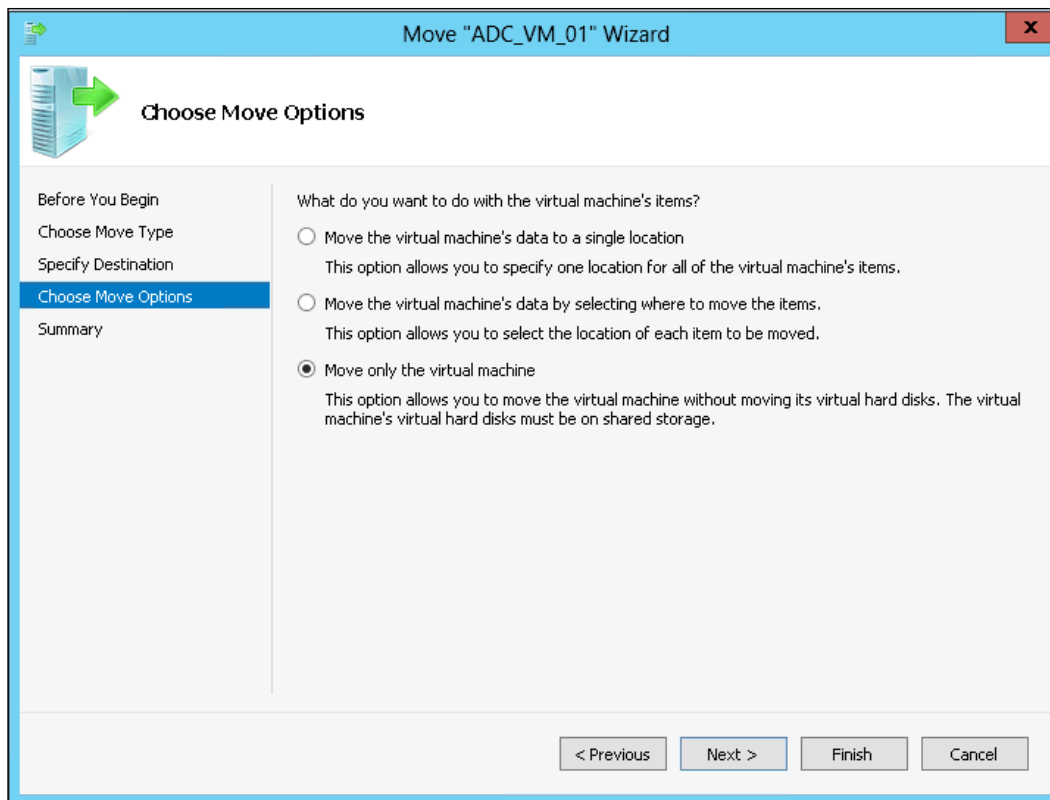 Move "ADC_VM_01" Wizard
x
Choose Move Options
Before You Begin
Choose Move Type
Specify Destination
Choose Move Options
Summary
What do you want to do with the virtual machine's items?
Move the virtual machine's data to a single location
This option allows you to specify one location for all of the virtual machine's items.
Move the virtual machine's data by selecting where to move the items.
This option allows you to select the location of each item to be moved.
Move only the virtual machine
This option allows you to move the virtual machine without moving its virtual hard disks. The virtual
machine's virtual hard disks must be on shared storage.
< Previous
Next >
Finish
Cancel